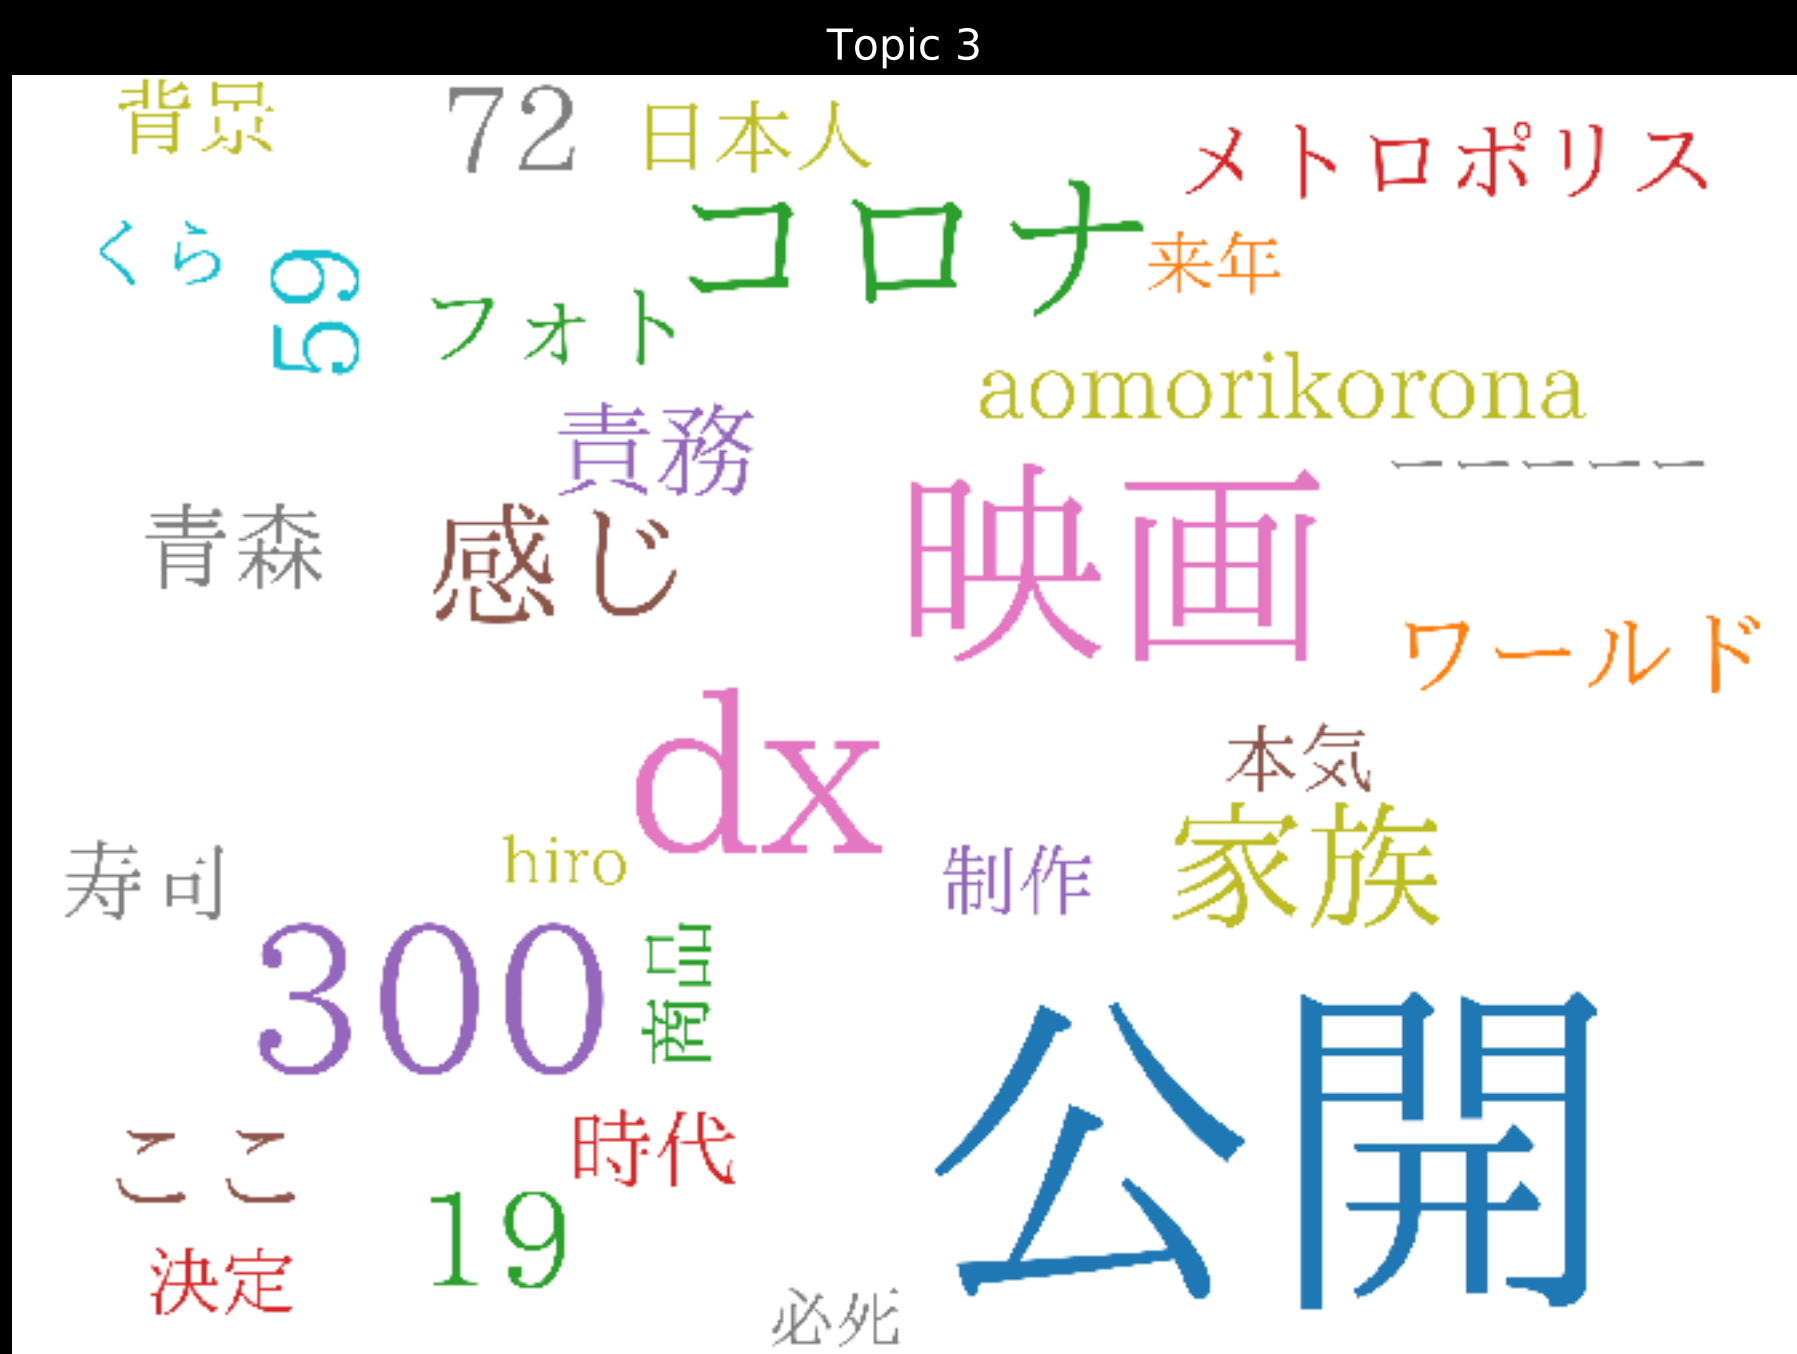 Topic 3
背景
72
日本人
メトロポリス
くら
59
コロナ
来年
フォト
aomorikorona
責務
ーーーーー
青森
感じ
映画
ワールド
dx
本気
寿司
hiro
制作
家族
300
商品
公開
ここ
時代
19
決定
必死